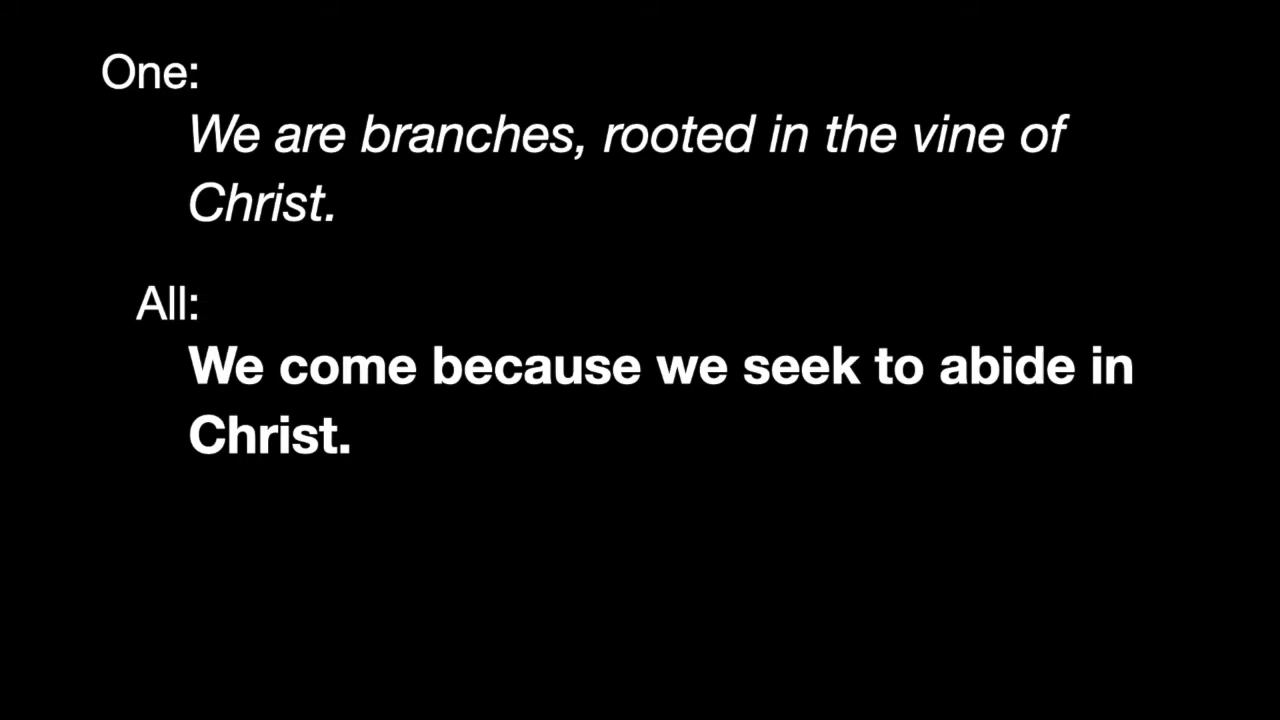 One:
We are branches, rooted in the vine of
Christ.
All:
We come because we seek to abide in
Christ.